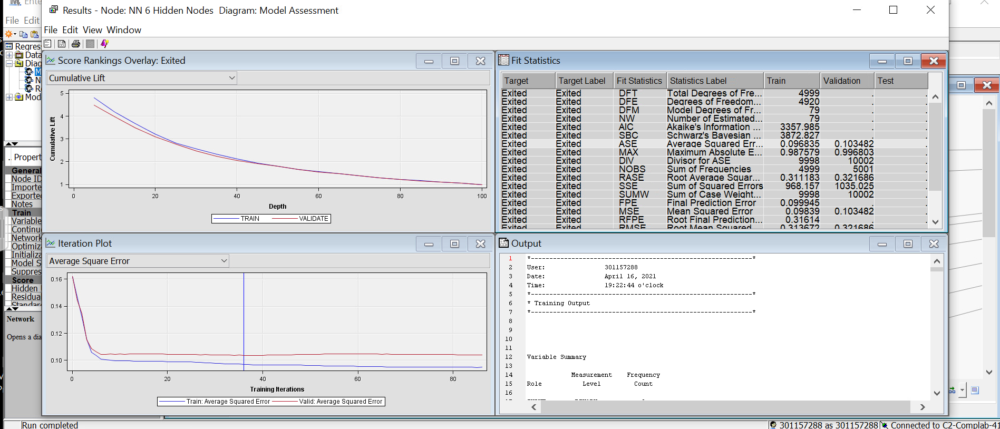 Ente
Results - Node: NN 6 Hidden Nodes Diagram: Model Assessment
File Edit
File Edit View Window
Regres
Data
Diag
M
N
Re
Mod
Score Rankings Overlay: Exited
Cumulative Lift
5
4
3
2
1
Cumulative Lift
0 20 40 60 80 100
Depth
TRAIN VALIDATE
Fit Statistics
Target Target Label Fit Statistics Statistics Label Train Validation Test
Exited Exited DFT Total Degrees of Fre... 4999 . .
Exited Exited DFE Degrees of Freedom... 4920 . .
Exited Exited DFM Model Degrees of Fr... 79 . .
Exited Exited NW Number of Estimated... 79 . .
Exited Exited AIC Akaike's Information ... 3357.985 . .
Exited Exited SBC Schwarz's Bayesian ... 3872.827 . .
Exited Exited ASE Average Squared Err... 0.096835 0.103482 .
Exited Exited MAX Maximum Absolute E... 0.987579 0.996803 .
Exited Exited DIV Divisor for ASE 9998 10002 .
Exited Exited NOBS Sum of Frequencies 4999 5001 .
Exited Exited RASE Root Average Squar... 0.311183 0.321686 .
Exited Exited SSE Sum of Squared Errors 968.157 1035.025 .
Exited Exited SUMW Sum of Case Weight... 9998 10002 .
Exited Exited FPE Final Prediction Error 0.099945 . .
Exited Exited MSE Mean Squared Error 0.09839 0.103482 .
Exited Exited RFPE Root Final Prediction... 0.31614 . .
Exited Exited RMSE Root Mean Squared 0.313672 0.321686 .
.. Propert
General
Node ID
Importe
Exported
Notes
Train
Variable
Continu
Network
Optimiza
Initializa
Model S
Suppres
Score
Hidden
Residua
Standar
Network
Opens a dia
Iteration Plot
Average Square Error
0.16
0.14
0.12
0.10
0 20 40 60 80
Training Iterations
Train: Average Squared Error Valid: Average Squared Error
Output
1 *------------------------------------------------------------*
2 User: 301157288
3 Date: April 16, 2021
4 Time: 19:22:44 o'clock
5 *------------------------------------------------------------*
6 * Training Output
7 *------------------------------------------------------------*
8
9
10
11
12 Variable Summary
13
14 Measurement Frequency
15 Role Level Count
16
Run completed
301157288 as 301157288 Connected to C2-Complab-41